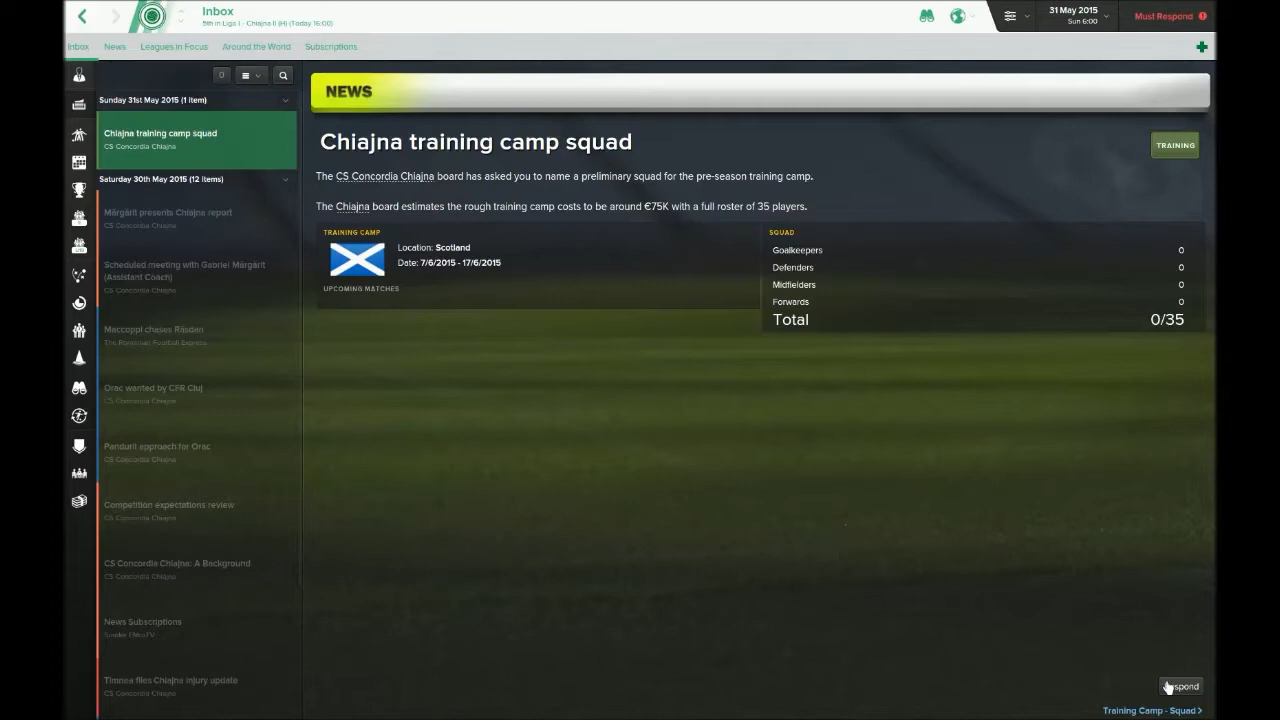 Inbox
9th in Liga I - Chiajna II (H) (Today 16:00)
31 May 2015
Sun 6:00
Must Respond
Inbox News Leagues in Focus Around the World Subscriptions
0
Sunday 31st May 2015 (1 item)
Chiajna training camp squad
CS Concordia Chiajna
Saturday 30th May 2015 (12 items)
Mărgărit presents Chiajna report
CS Concordia Chiajna
Scheduled meeting with Gabriel Mărgărit
(Assistant Coach)
CS Concordia Chiajna
Maccoppi chases Răsdan
The Romanian Football Express
Orac wanted by CFR Cluj
CS Concordia Chiajna
Pandurii approach for Orac
CS Concordia Chiajna
Competition expectations review
CS Concordia Chiajna
CS Concordia Chiajna: A Background
CS Concordia Chiajna
News Subscriptions
Timnea files Chiajna injury update
CS Concordia Chiajna
NEWS
Chiajna training camp squad
TRAINING
The CS Concordia Chiajna board has asked you to name a preliminary squad for the pre-season training camp.
The Chiajna board estimates the rough training camp costs to be around €75K with a full roster of 35 players.
TRAINING CAMP
Location: Scotland
Date: 7/6/2015 - 17/6/2015
UPCOMING MATCHES
SQUAD
Goalkeepers 0
Defenders 0
Midfielders 0
Forwards 0
Total 0/35
Respond
Training Camp - Squad >